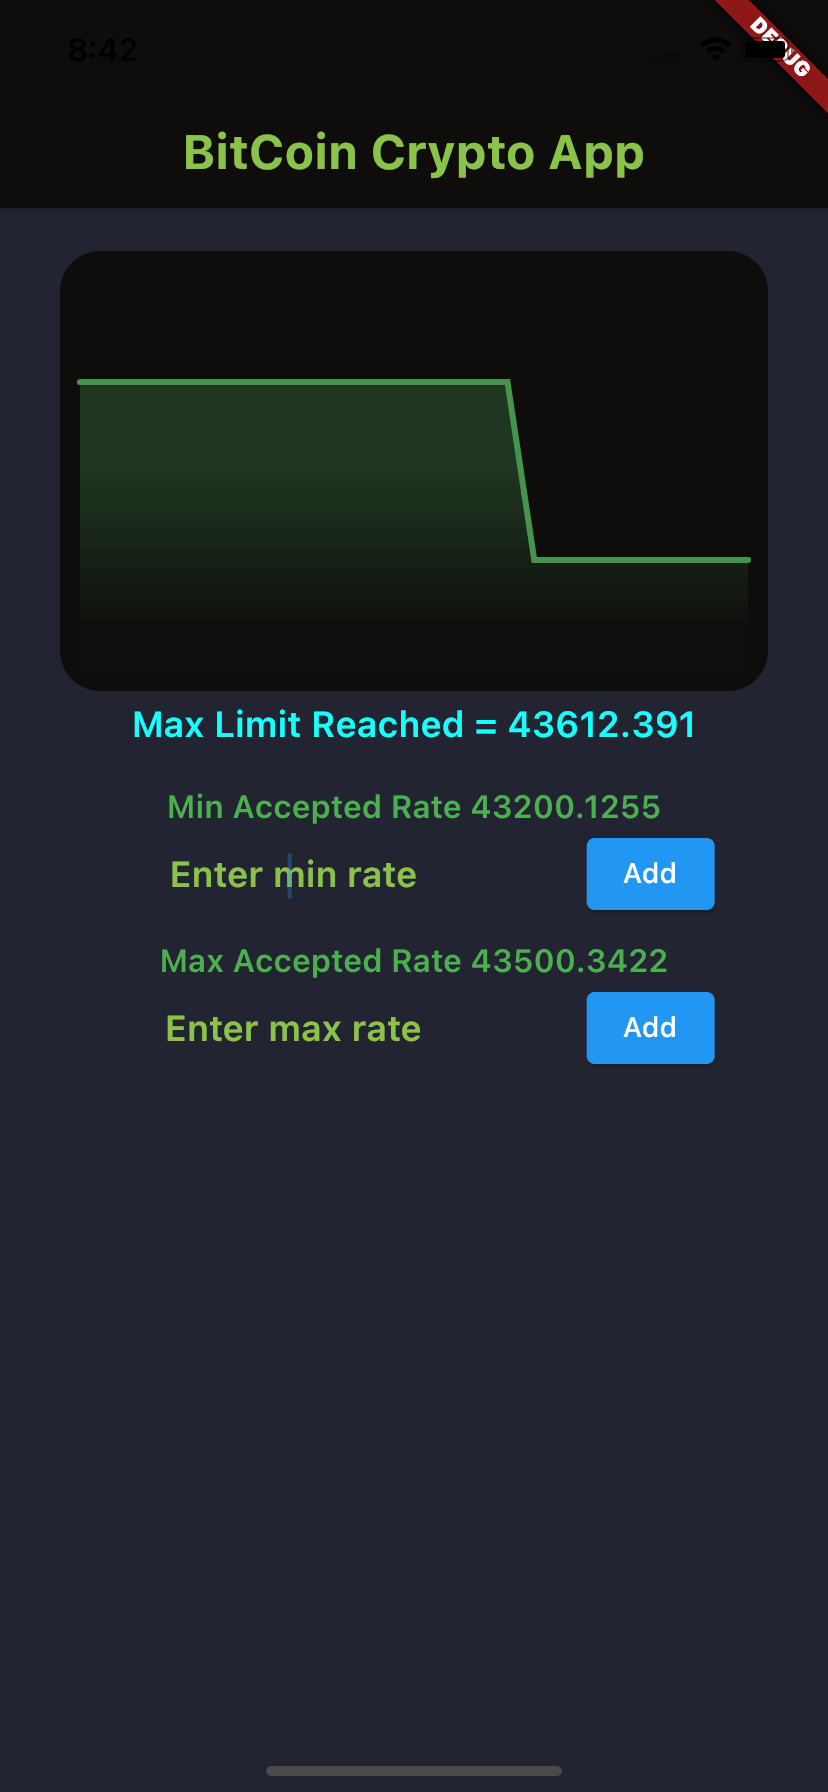 8:42
DEBUG
BitCoin Crypto App
Max Limit Reached = 43612.391
Min Accepted Rate 43200.1255
Enter min rate
Add
Max Accepted Rate 43500.3422
Enter max rate
Add